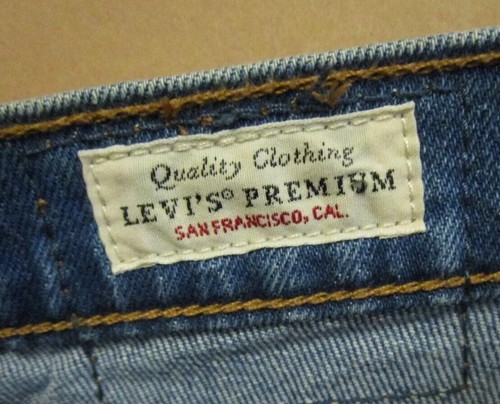 Quality Clothing
LEVI'S® PREMIUM
SAN FRANCISCO, CAL.